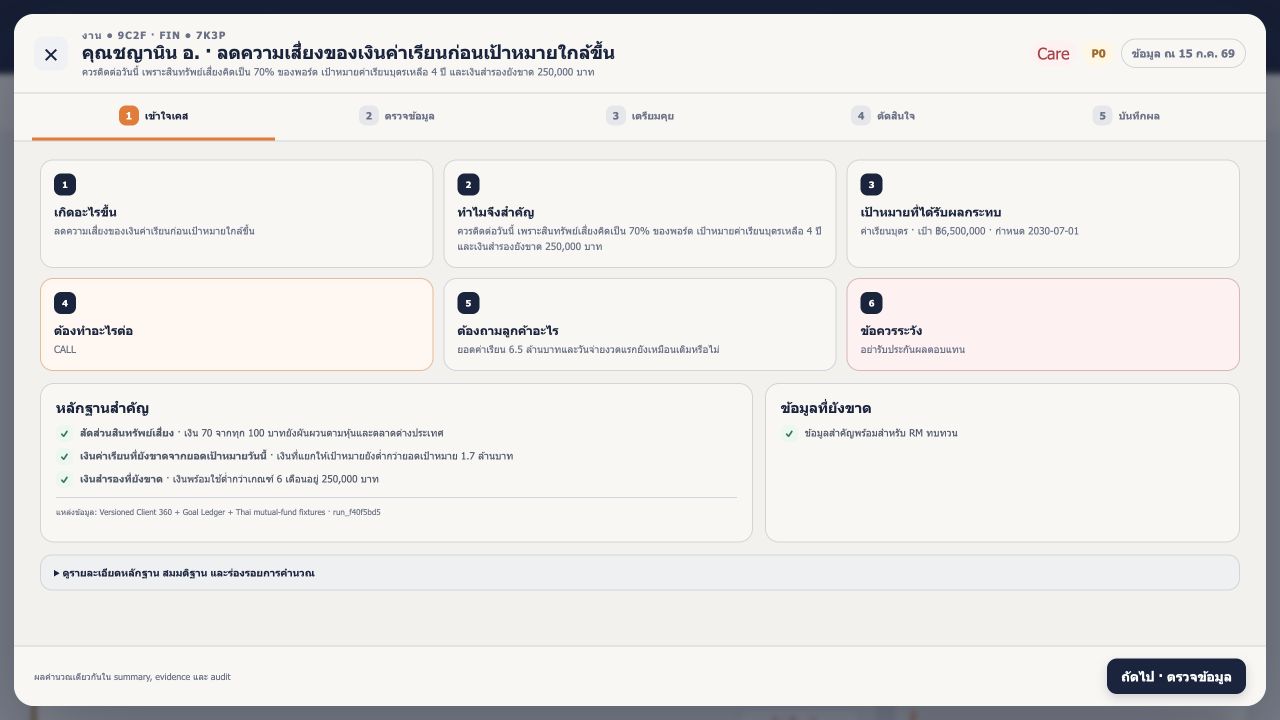 งาน • 9C2F · FIN • 7K3P
คุณชญานิน อ. · ลดความเสี่ยงของเงินค่าเรียนก่อนเป้าหมายใกล้ขึ้น
ควรติดต่อวันนี้ เพราะสินทรัพย์เสี่ยงคิดเป็น 70% ของพอร์ต เป้าหมายค่าเรียนบุตรเหลือ 4 ปี และเงินสำรองยังขาด 250,000 บาท
Care
P0
ข้อมูล ณ 15 ก.ค. 69
1 เข้าใจเคส
2 ตรวจข้อมูล
3 เตรียมคุย
4 ตัดสินใจ
5 บันทึกผล
1
เกิดอะไรขึ้น
ลดความเสี่ยงของเงินค่าเรียนก่อนเป้าหมายใกล้ขึ้น
2
ทำไมจึงสำคัญ
ควรติดต่อวันนี้ เพราะสินทรัพย์เสี่ยงคิดเป็น 70% ของพอร์ต เป้าหมายค่าเรียนบุตรเหลือ 4 ปี
และเงินสำรองยังขาด 250,000 บาท
3
เป้าหมายที่ได้รับผลกระทบ
ค่าเรียนบุตร · เป้า ฿6,500,000 · กำหนด 2030-07-01
4
ต้องทำอะไรต่อ
CALL
5
ต้องถามลูกค้าอะไร
ยอดค่าเรียน 6.5 ล้านบาทและวันจ่ายงวดแรกยังเหมือนเดิมหรือไม่
6
ข้อควรระวัง
อย่ารับประกันผลตอบแทน
หลักฐานสำคัญ
สัดส่วนสินทรัพย์เสี่ยง · เงิน 70 จากทุก 100 บาทยังผันผวนตามหุ้นและตลาดต่างประเทศ
เงินค่าเรียนที่ยังขาดจากยอดเป้าหมายวันนี้ · เงินที่แยกให้เป้าหมายยังต่ำกว่ายอดเป้าหมาย 1.7 ล้านบาท
เงินสำรองที่ยังขาด · เงินพร้อมใช้ต่ำกว่าเกณฑ์ 6 เดือนอยู่ 250,000 บาท
แหล่งข้อมูล: Versioned Client 360 + Goal Ledger + Thai mutual-fund fixtures · run_f40f5bd5
ข้อมูลที่ยังขาด
ข้อมูลสำคัญพร้อมสำหรับ RM ทบทวน
▸ ดูรายละเอียดหลักฐาน สมมติฐาน และร่องรอยการคำนวณ
ผลคำนวณเดียวกันใน summary, evidence และ audit
ถัดไป · ตรวจข้อมูล